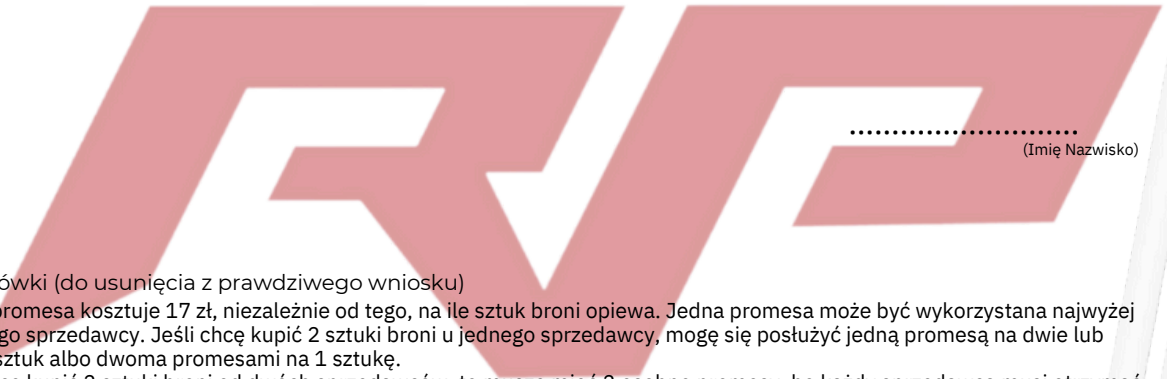 ...........................
(Imię Nazwisko)
ówki (do usunięcia z prawdziwego wniosku)
promesa kosztuje 17 zł, niezależnie od tego, na ile sztuk broni opiewa. Jedna promesa może być wykorzystana najwyżej
go sprzedawcy. Jeśli chcę kupić 2 sztuki broni u jednego sprzedawcy, mogę się posłużyć jedną promesą na dwie lub
sztuk albo dwoma promesami na 1 sztukę.